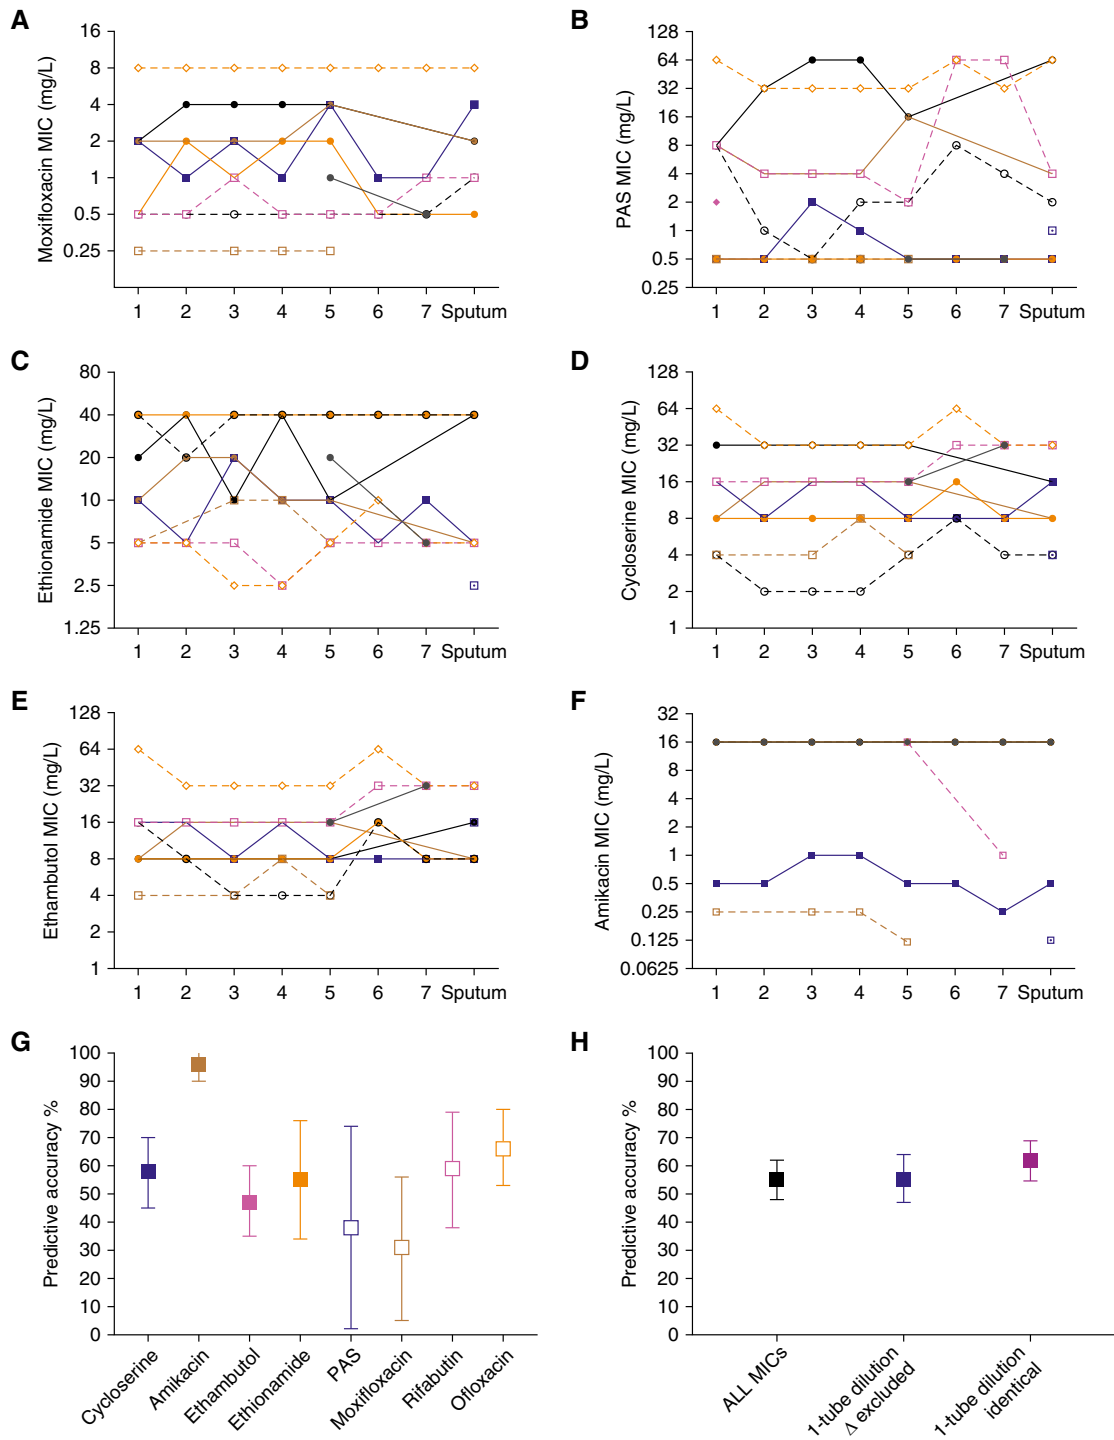 A
Moxifloxacin MIC (mg/L)
16
8
4
2
1
0.5
0.25
1 2 3 4 5 6 7 Sputum
B
PAS MIC (mg/L)
128
64
32
16
8
4
2
1
0.5
0.25
1 2 3 4 5 6 7 Sputum
C
Ethionamide MIC (mg/L)
80
40
20
10
5
2.5
1.25
1 2 3 4 5 6 7 Sputum
D
Cycloserine MIC (mg/L)
128
64
32
16
8
4
2
1
1 2 3 4 5 6 7 Sputum
E
Ethambutol MIC (mg/L)
128
64
32
16
8
4
2
1
1 2 3 4 5 6 7 Sputum
F
Amikacin MIC (mg/L)
32
16
8
4
2
1
0.5
0.25
0.125
0.0625
1 2 3 4 5 6 7 Sputum
G
Predictive accuracy %
100
90
80
70
60
50
40
30
20
10
0
Cycloserine
Amikacin
Ethambutol
Ethionamide
PAS
Moxifloxacin
Rifabutin
Ofloxacin
H
Predictive accuracy %
100
90
80
70
60
50
40
30
20
10
0
ALL MICs
1-tube dilution
Δ excluded
1-tube dilution
identical